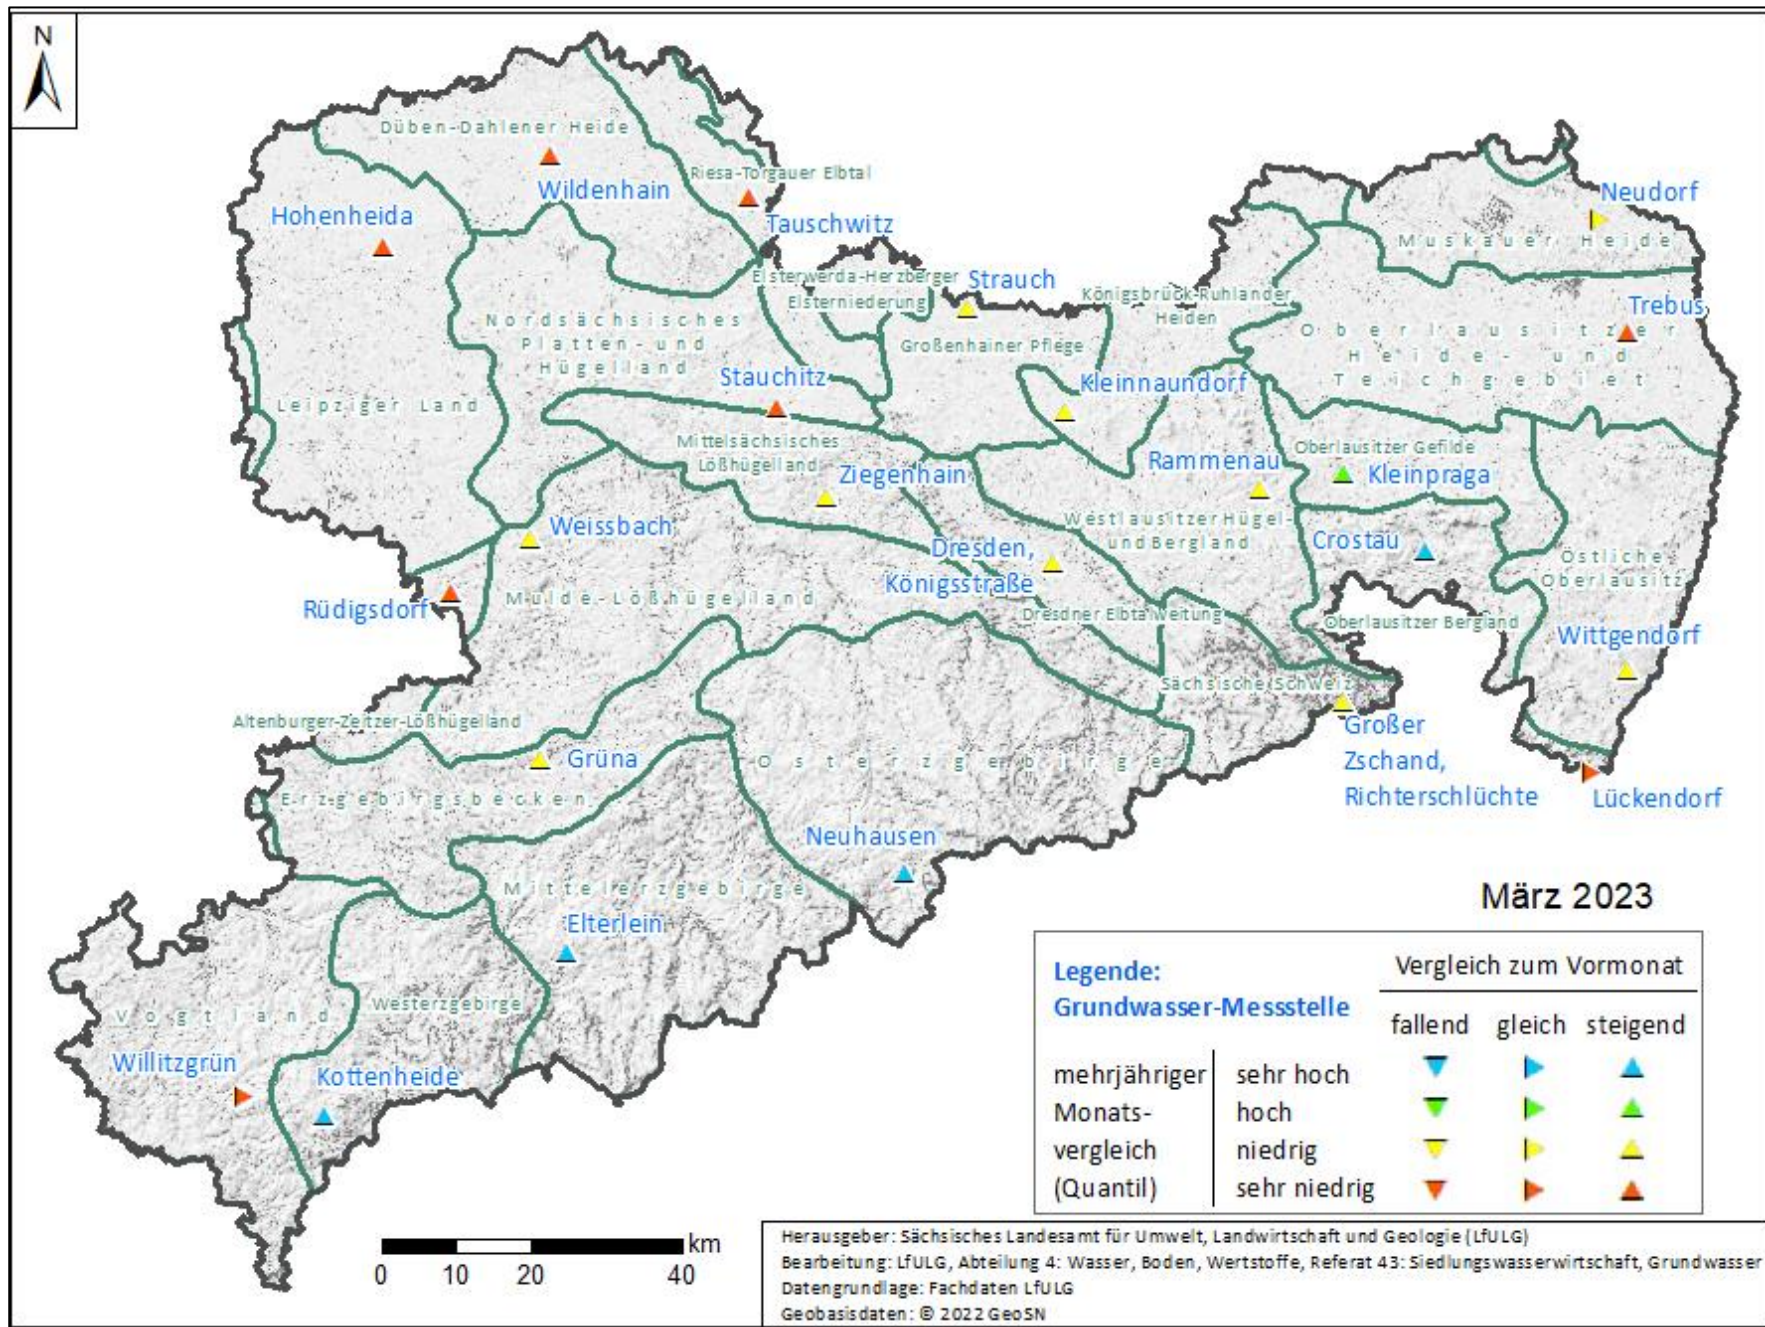 N
Düben-Dahlener Heide
Riesa-Torgauer Elbtal
Wildenhain
Neudorf
Hohenheida
Tauschwitz
Muskauer Heide
Elsterwerda-Herzberger
Elsterniederung
Strauch
Königsbrück-Ruhlander
Heiden
Trebus
Nordsächsisches
Platten- und
Hügelland
Großenhainer Pflege
Oberlausitzer
Heide- und
Teichgebiet
Stauchitz
Kleinnaundorf
Leipziger Land
Mittelsächsisches
Lößhügelland
Oberlausitzer Gefilde
Ziegenhain
Rammenau
Kleinpraga
Weissbach
Westlausitzer Hügel-
und Bergland
Dresden,
Königsstraße
Crostau
Östliche
Oberlausitz
Rüdigsdorf
Mulde-Lößhügelland
Dresdner Elbtalweitung
Oberlausitzer Bergland
Wittgendorf
Sächsische Schweiz
Altenburger-Zeitzer-Lößhügelland
Großer
Zschand,
Richterschlüchte
Grüna
Osterzgebirge
Lückendorf
Erzgebirgsbecken
Neuhausen
Mittelerzgebirge
Elterlein
Westerzgebirge
Vogtland
Willitzgrün
Kottenheide
März 2023
Legende:
Grundwasser-Messstelle
Vergleich zum Vormonat
fallend gleich steigend
mehrjähriger sehr hoch
Monats- hoch
vergleich niedrig
(Quantil) sehr niedrig
km
0 10 20 40
Herausgeber: Sächsisches Landesamt für Umwelt, Landwirtschaft und Geologie (LfULG)
Bearbeitung: LfULG, Abteilung 4: Wasser, Boden, Wertstoffe, Referat 43: Siedlungswasserwirtschaft, Grundwasser
Datengrundlage: Fachdaten LfULG
Geobasisdaten: © 2022 GeoSN